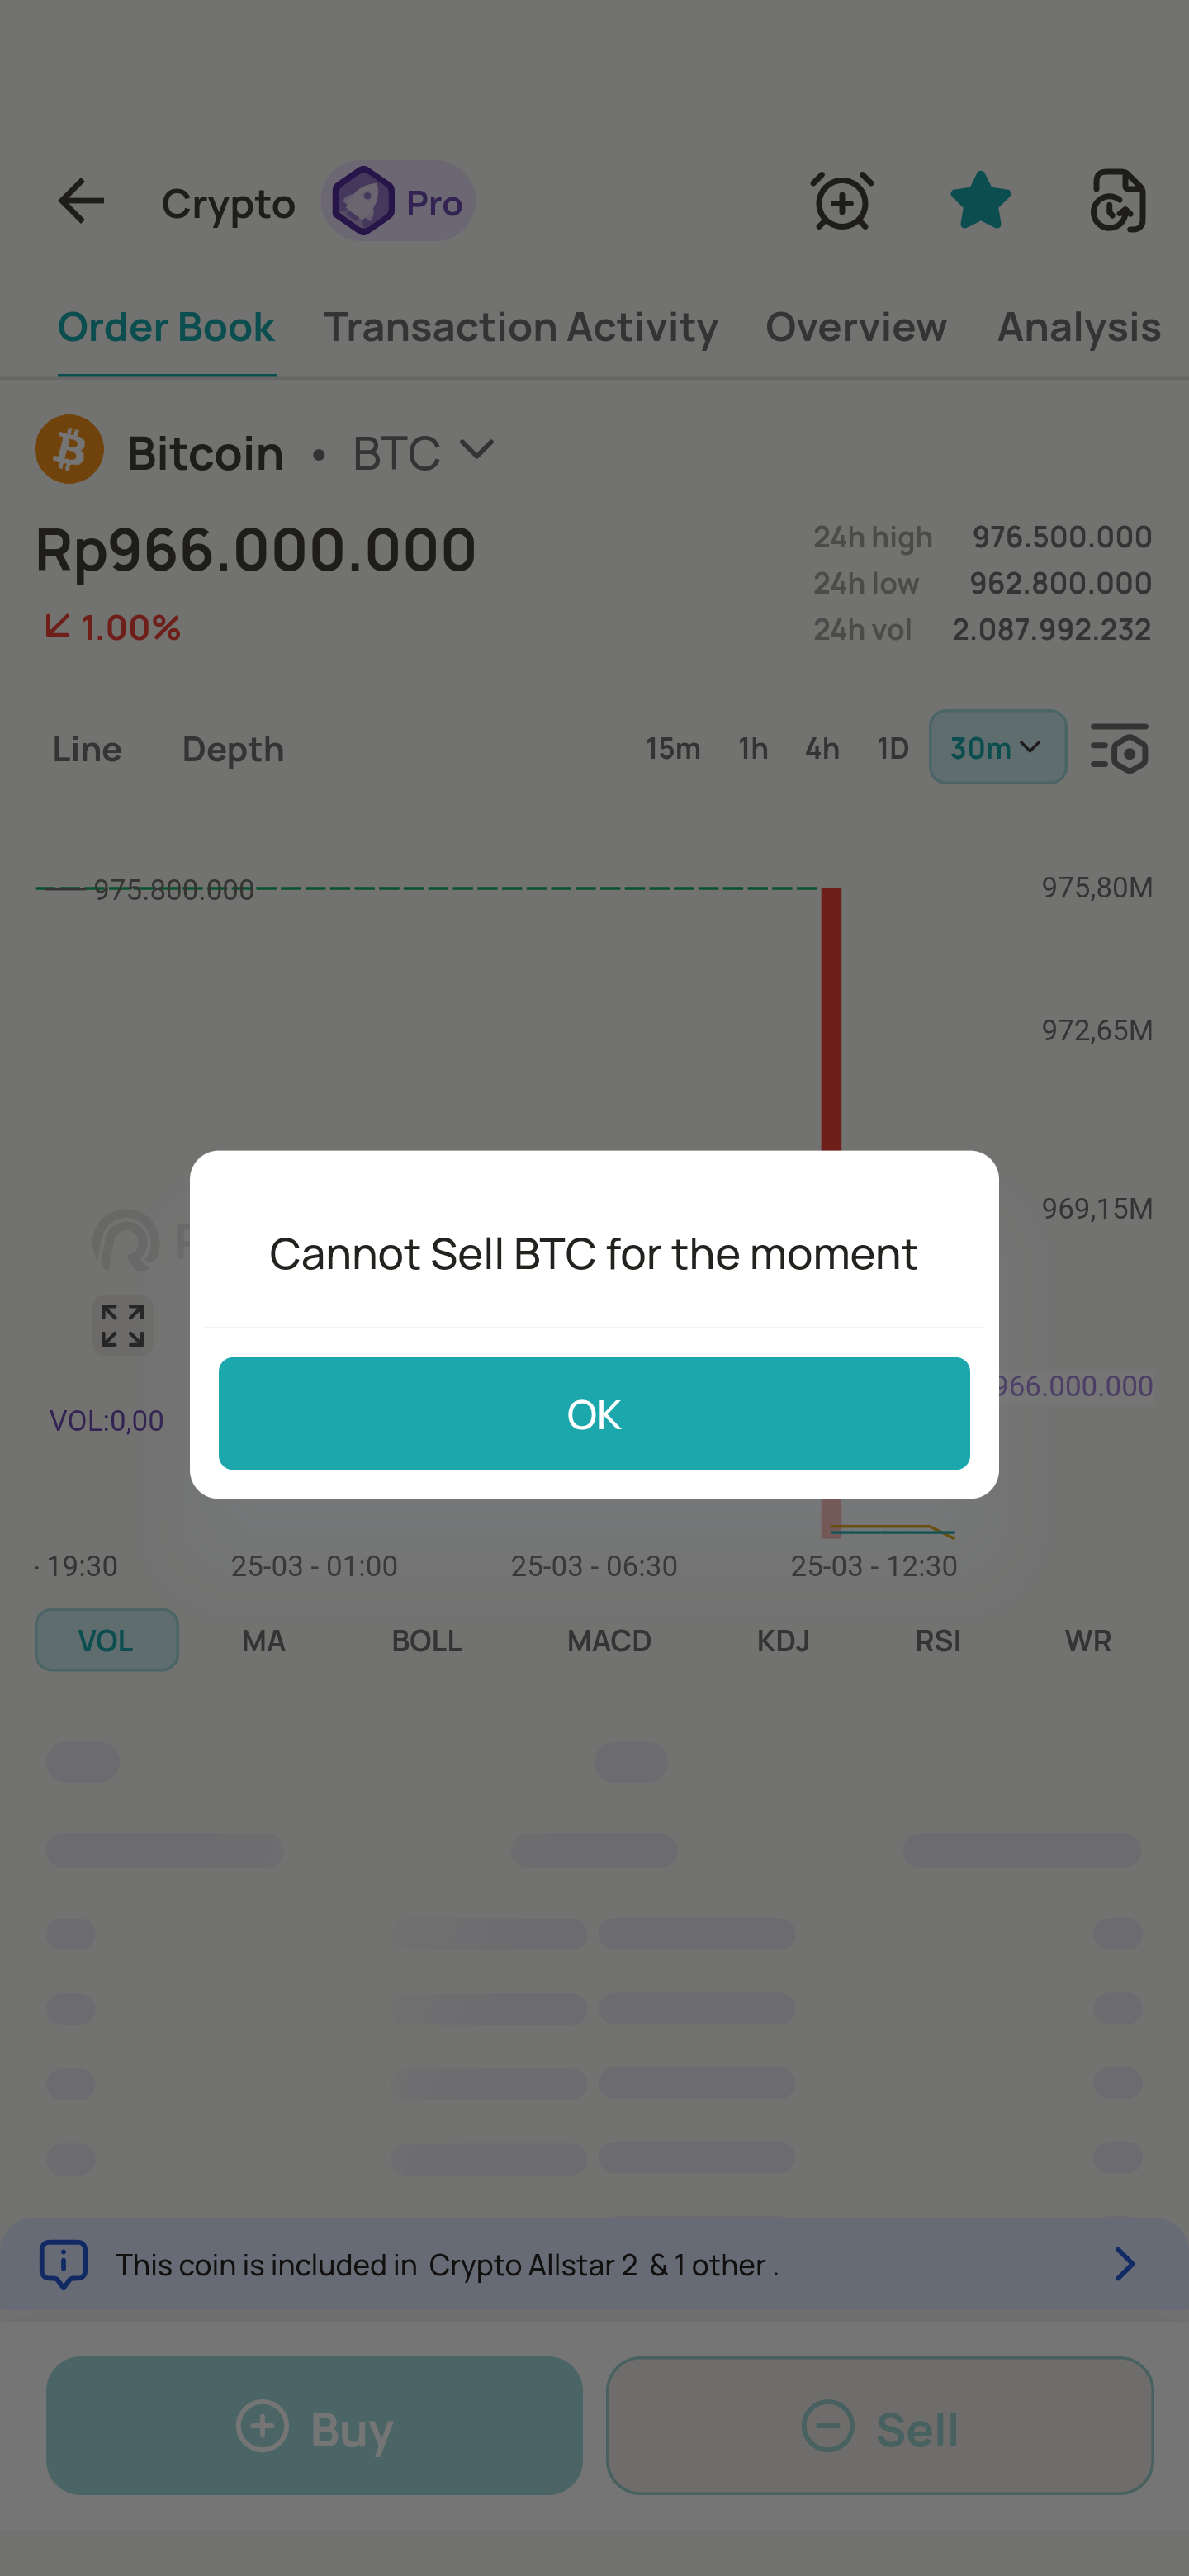 Crypto Pro
Order Book Transaction Activity Overview Analysis
Bitcoin • BTC
Rp966.000.000
24h high 976.500.000
24h low 962.800.000
1.00%
24h vol 2.087.992.232
Line Depth 15m 1h 4h 1D 30m
975.800.000
975,80M
972,65M
969,15M
Cannot Sell BTC for the moment
966.000.000
OK
VOL:0,00
- 19:30 25-03 - 01:00 25-03 - 06:30 25-03 - 12:30
VOL MA BOLL MACD KDJ RSI WR
This coin is included in Crypto Allstar 2 & 1 other .
Buy Sell